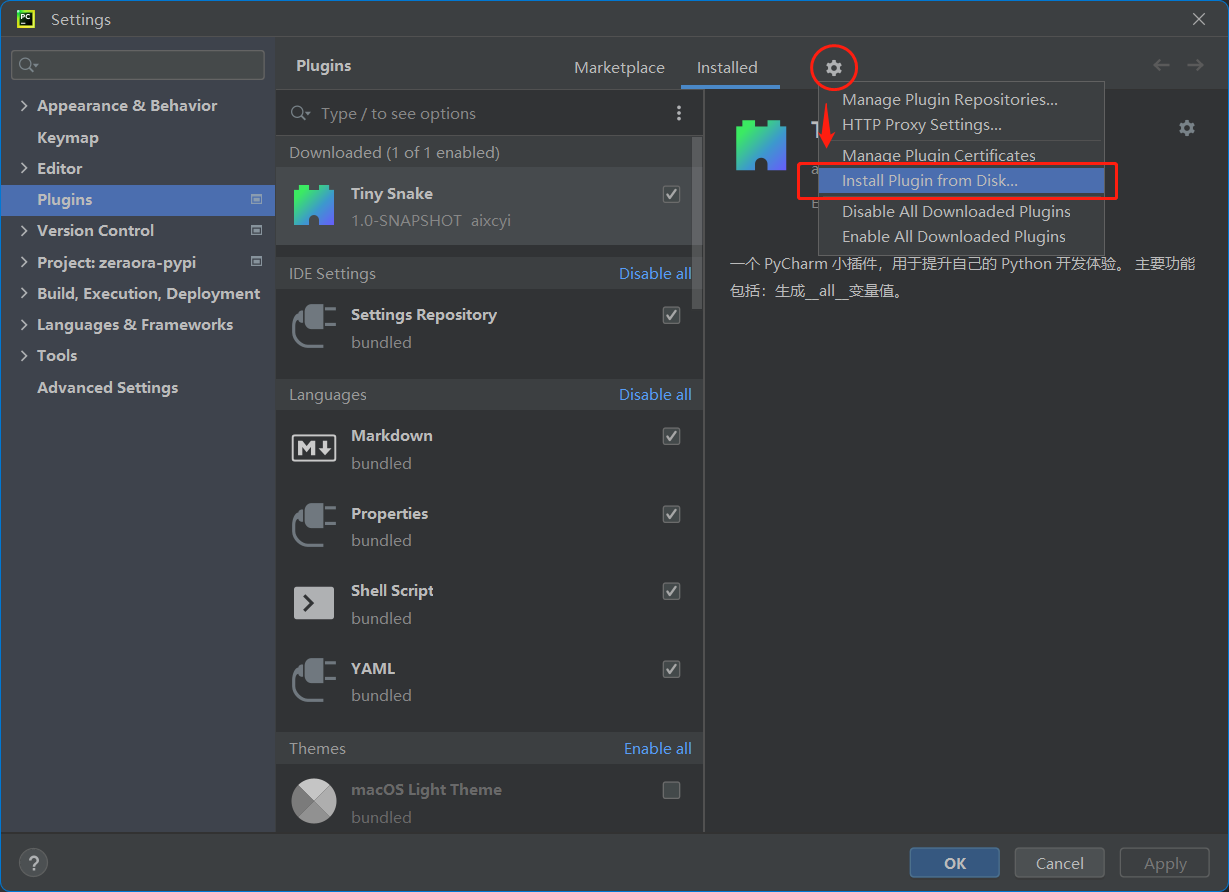 PC
Settings
Appearance & Behavior
Keymap
Editor
Plugins
Version Control
Project: zeraora-pypi
Build, Execution, Deployment
Languages & Frameworks
Tools
Advanced Settings
Plugins
Marketplace
Installed
Type / to see options
Downloaded (1 of 1 enabled)
Tiny Snake
1.0-SNAPSHOT aixcyi
IDE Settings
Disable all
Settings Repository
bundled
Languages
Disable all
Markdown
bundled
Properties
bundled
Shell Script
bundled
YAML
bundled
Themes
Enable all
macOS Light Theme
bundled
Manage Plugin Repositories...
HTTP Proxy Settings...
Manage Plugin Certificates
Install Plugin from Disk...
Disable All Downloaded Plugins
Enable All Downloaded Plugins
一个 PyCharm 小插件，用于提升自己的 Python 开发体验。 主要功能
包括：生成__all__变量值。
?
OK
Cancel
Apply